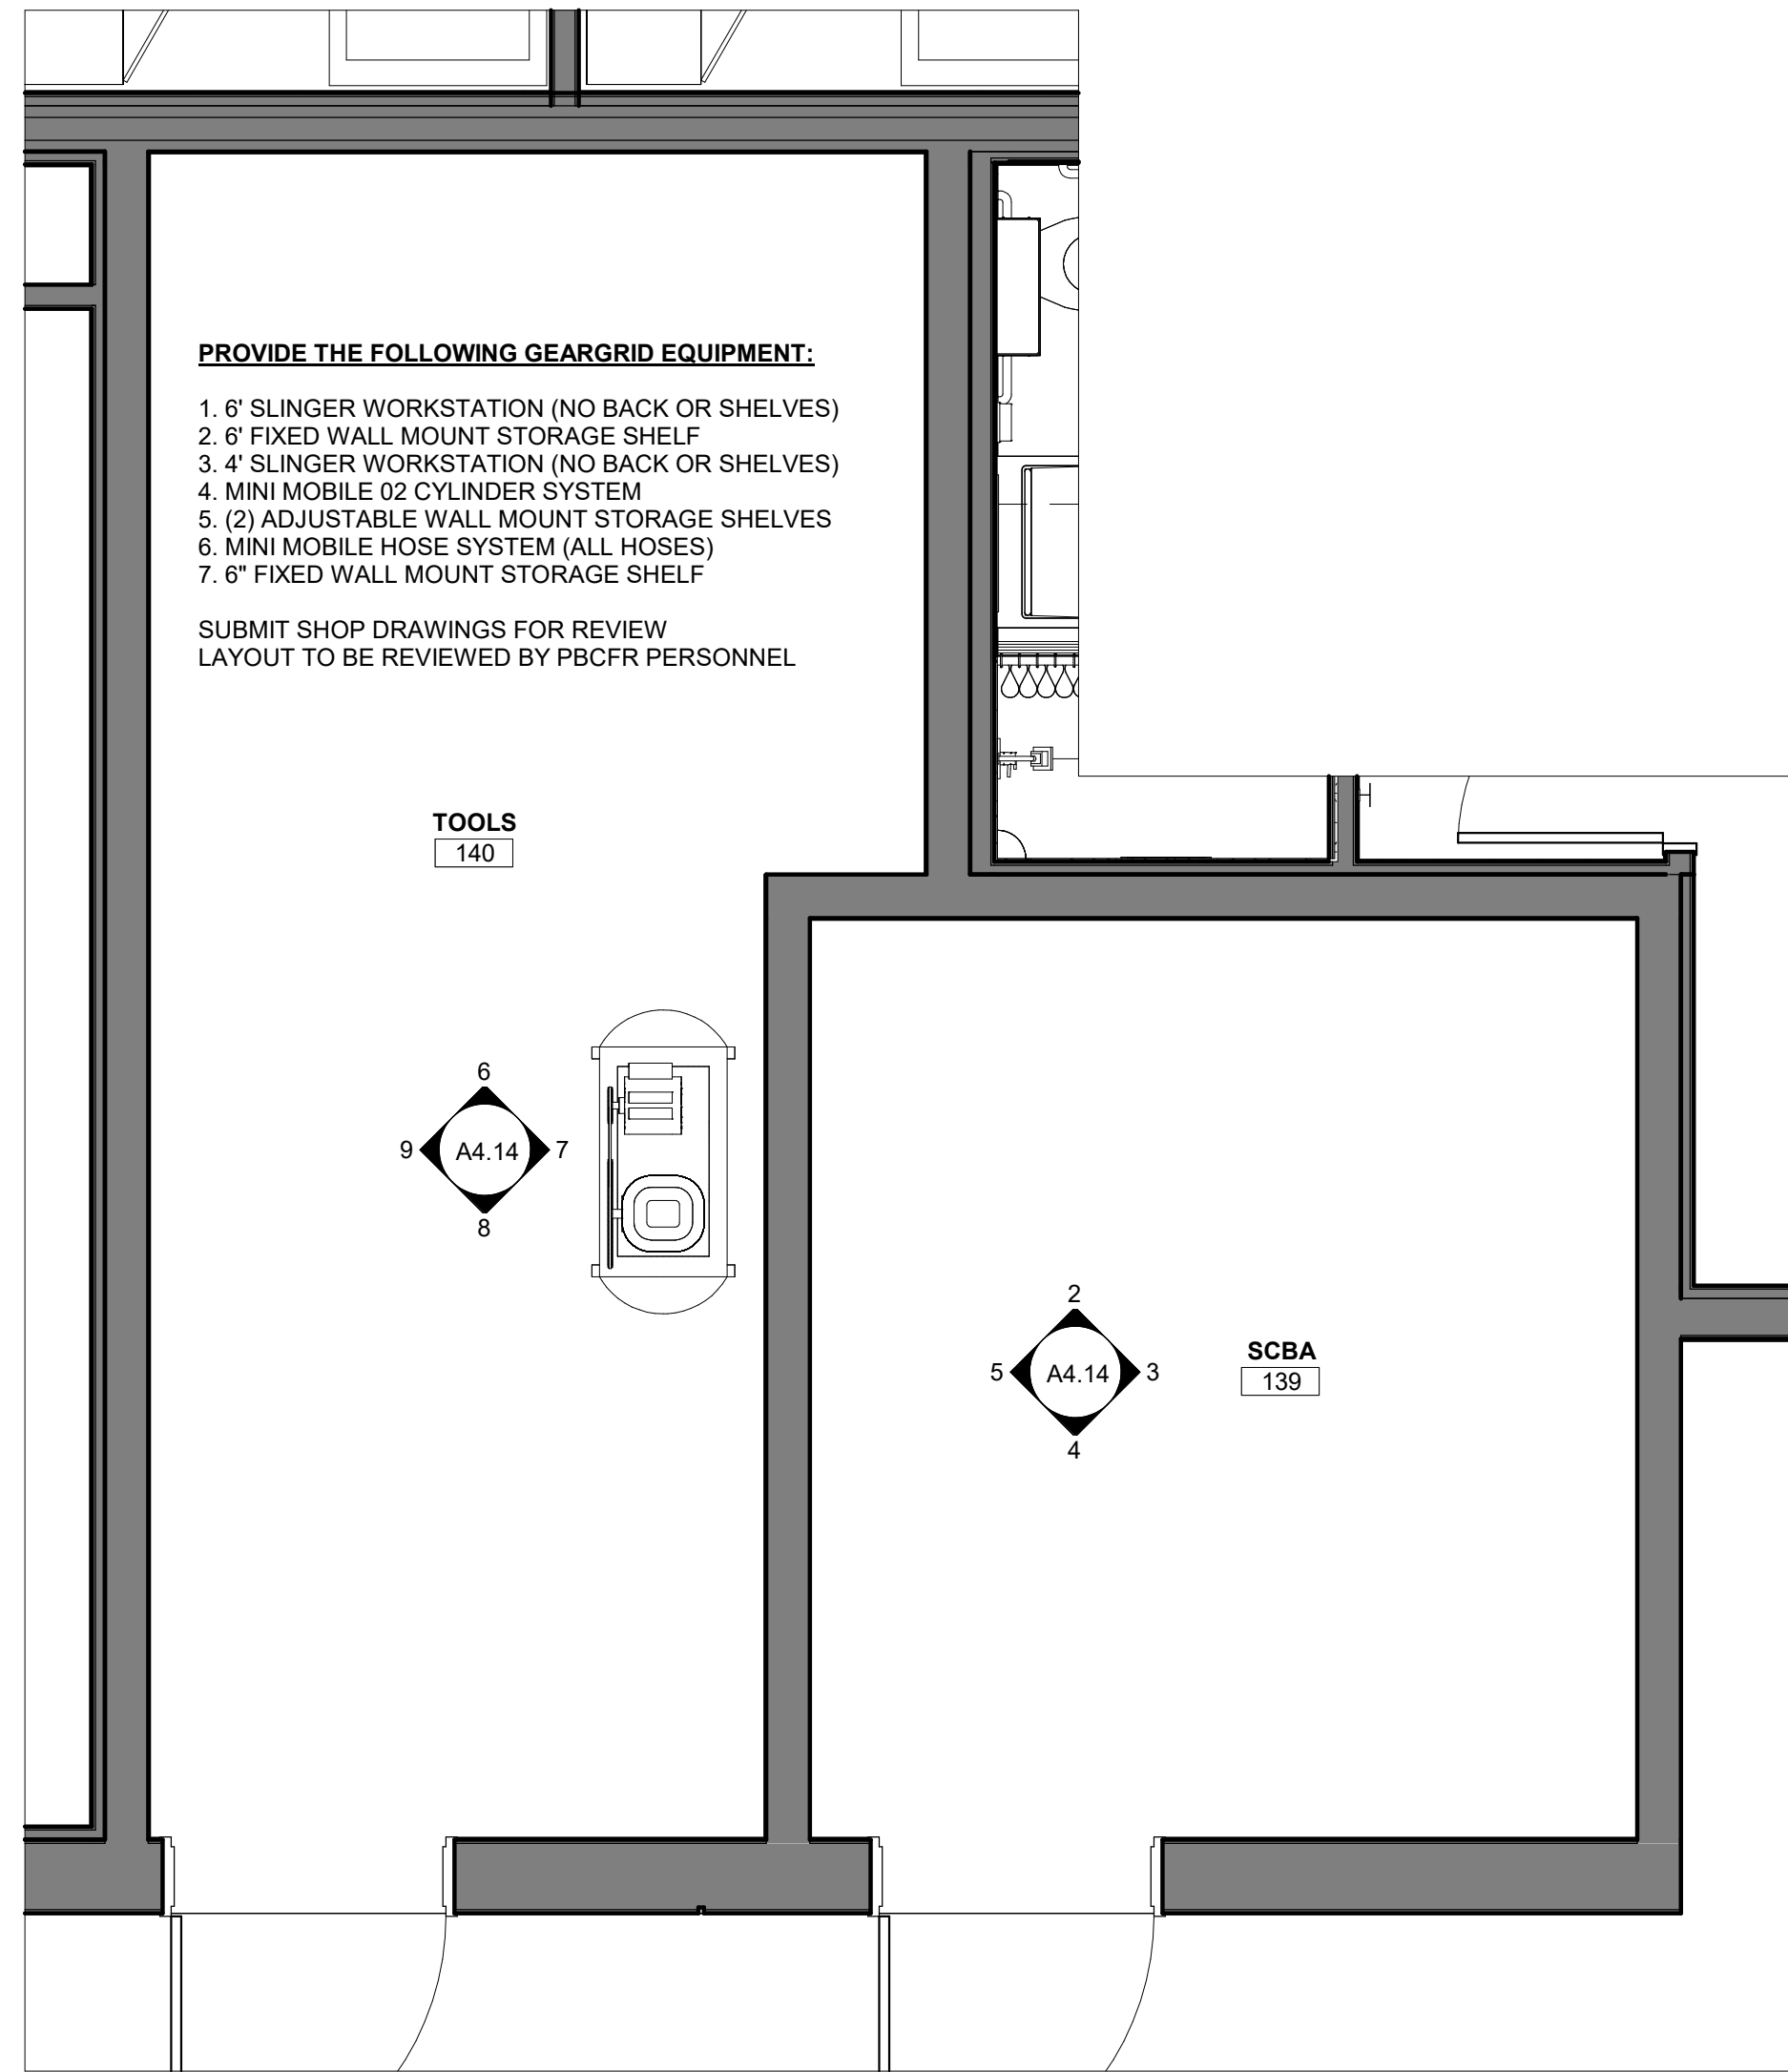 PROVIDE THE FOLLOWING GEARGRID EQUIPMENT:
1. 6' SLINGER WORKSTATION (NO BACK OR SHELVES)
2. 6' FIXED WALL MOUNT STORAGE SHELF
3. 4' SLINGER WORKSTATION (NO BACK OR SHELVES)
4. MINI MOBILE 02 CYLINDER SYSTEM
5. (2) ADJUSTABLE WALL MOUNT STORAGE SHELVES
6. MINI MOBILE HOSE SYSTEM (ALL HOSES)
7. 6" FIXED WALL MOUNT STORAGE SHELF
SUBMIT SHOP DRAWINGS FOR REVIEW
LAYOUT TO BE REVIEWED BY PBCFR PERSONNEL
TOOLS
140
6
9 A4.14 7
8
2
5 A4.14 3
4
SCBA
139